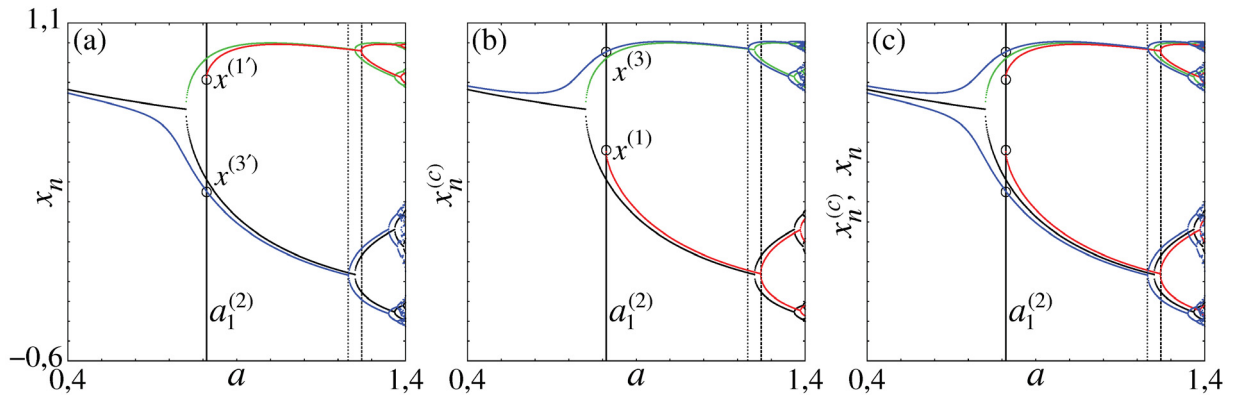 1,1
(a)
x^(1′)
x^(3′)
x_n
a_1^(2)
−0,6
0,4
a
1,4
(b)
x^(3)
x^(1)
x_n^(c)
a_1^(2)
0,4
a
1,4
(c)
x_n^(c), x_n
a_1^(2)
0,4
a
1,4